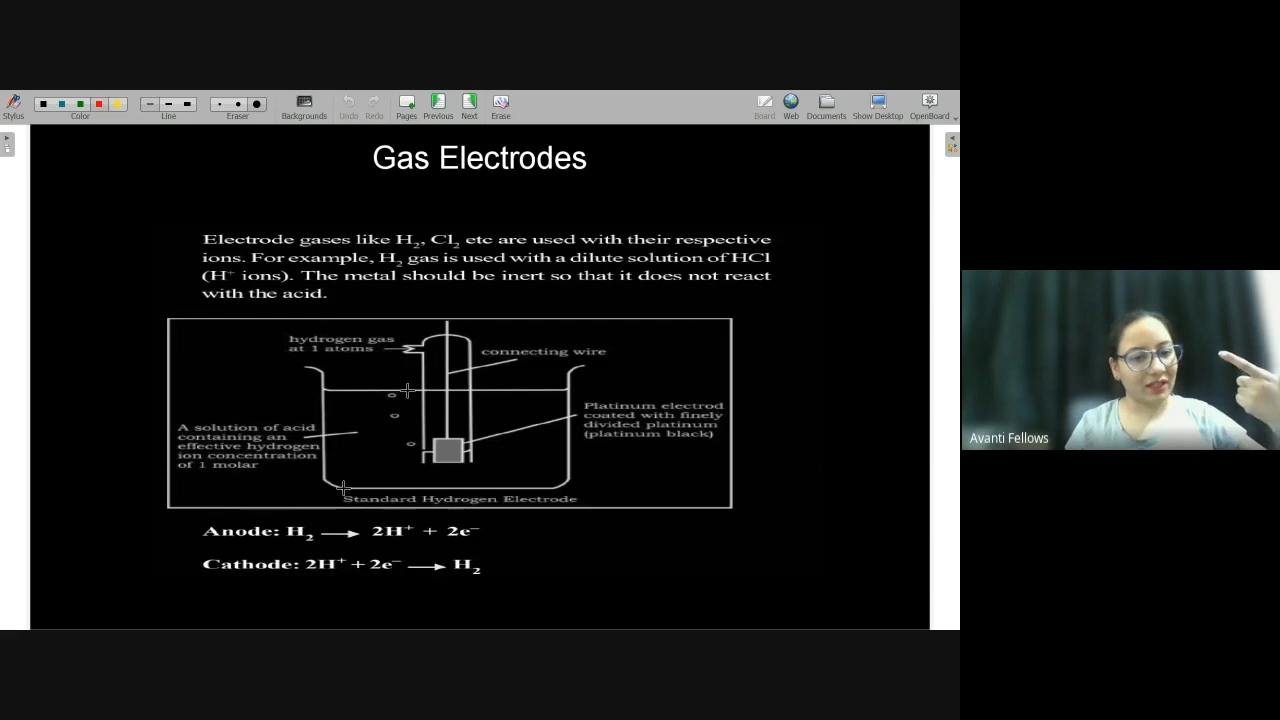 Stylus
Color
Line
Eraser
Backgrounds
Undo
Redo
Pages
Previous
Next
Erase
Board
Web
Documents
Show Desktop
OpenBoard
Gas Electrodes
Electrode gases like H₂, Cl₂ etc are used with their respective
ions. For example, H₂ gas is used with a dilute solution of HCl
(H⁺ ions). The metal should be inert so that it does not react
with the acid.
hydrogen gas
at 1 atoms
connecting wire
Platinum electrod
coated with finely
divided platinum
(platinum black)
A solution of acid
containing an
effective hydrogen
ion concentration
of 1 molar
Standard Hydrogen Electrode
Anode: H₂ ⟶ 2H⁺ + 2e⁻
Cathode: 2H⁺ + 2e⁻ ⟶ H₂
Avanti Fellows